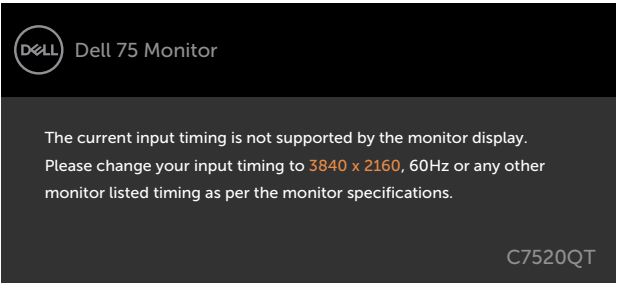 DELL Dell 75 Monitor
The current input timing is not supported by the monitor display.
Please change your input timing to 3840 x 2160, 60Hz or any other
monitor listed timing as per the monitor specifications.
C7520QT